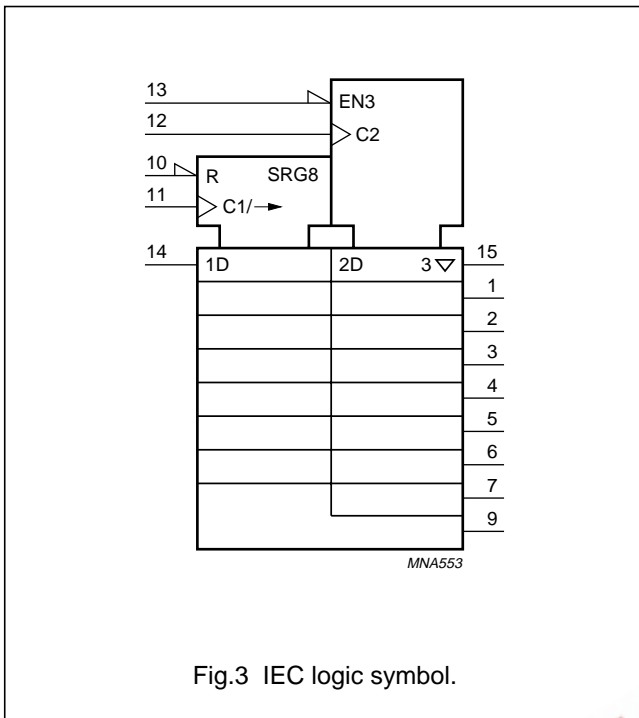 13 EN3
12 C2
10 R SRG8
11 C1/→
14 1D 2D 3 ▽ 15
1
2
3
4
5
6
7
9
MNA553
Fig.3 IEC logic symbol.